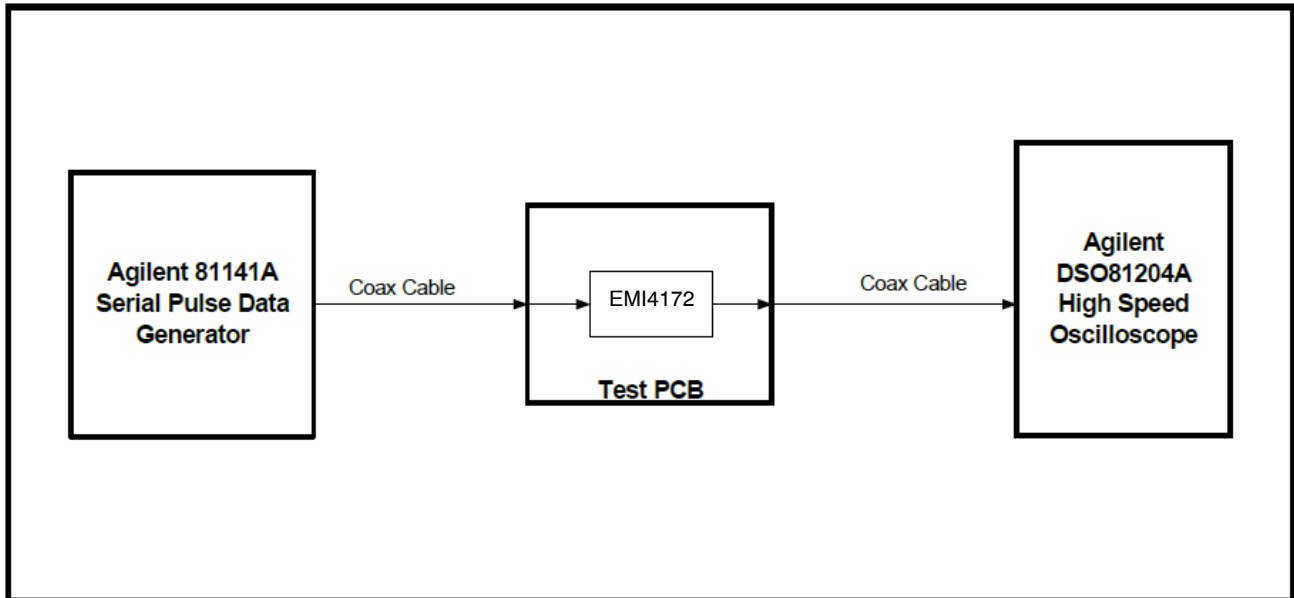 Agilent 81141A
Serial Pulse Data
Generator
Coax Cable
EMI4172
Test PCB
Coax Cable
Agilent
DSO81204A
High Speed
Oscilloscope